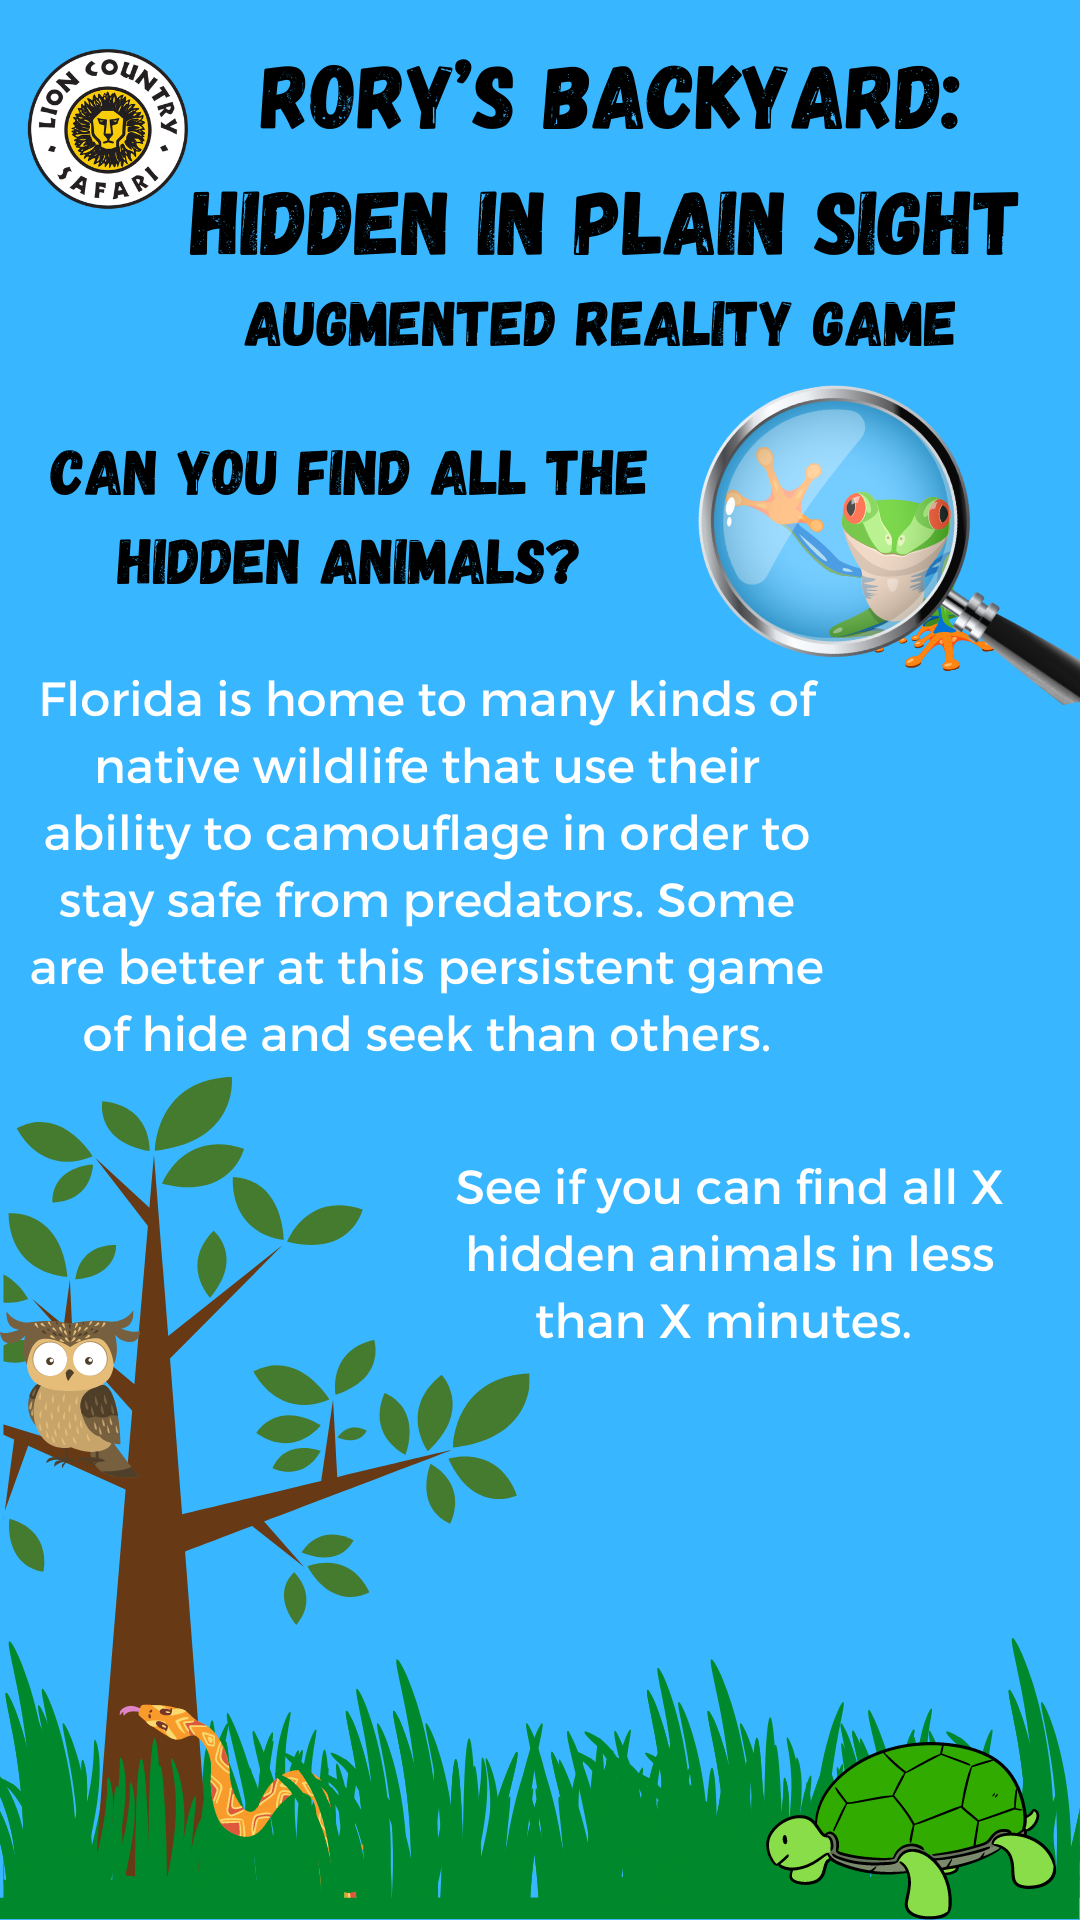 LION COUNTRY
SAFARI
RORY'S BACKYARD:
HIDDEN IN PLAIN SIGHT
AUGMENTED REALITY GAME
CAN YOU FIND ALL THE
HIDDEN ANIMALS?
Florida is home to many kinds of
native wildlife that use their
ability to camouflage in order to
stay safe from predators. Some
are better at this persistent game
of hide and seek than others.
See if you can find all X
hidden animals in less
than X minutes.